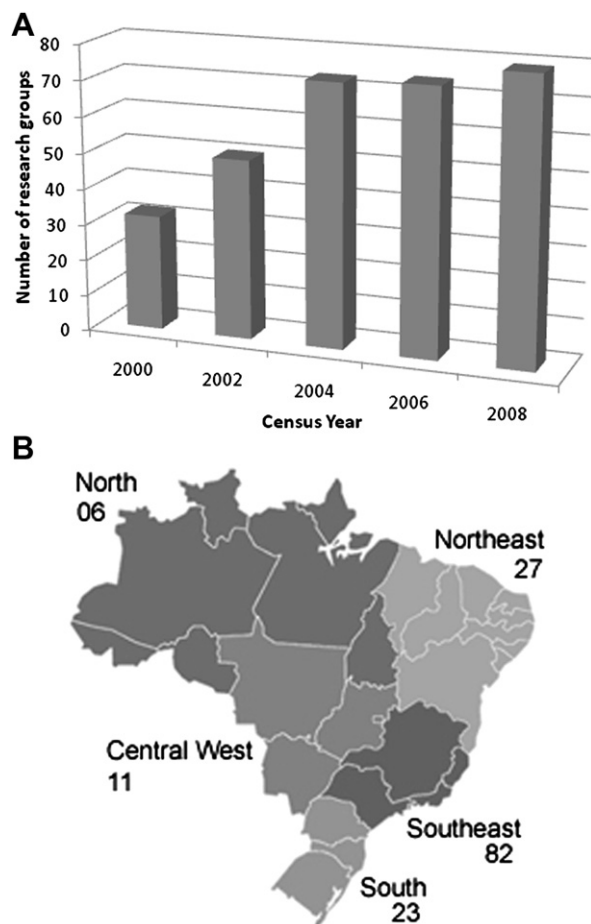 A
Number of research groups
80
70
60
50
40
30
20
10
0
2000
2002
2004
2006
2008
Census Year
B
North
06
Northeast
27
Central West
11
Southeast
82
South
23